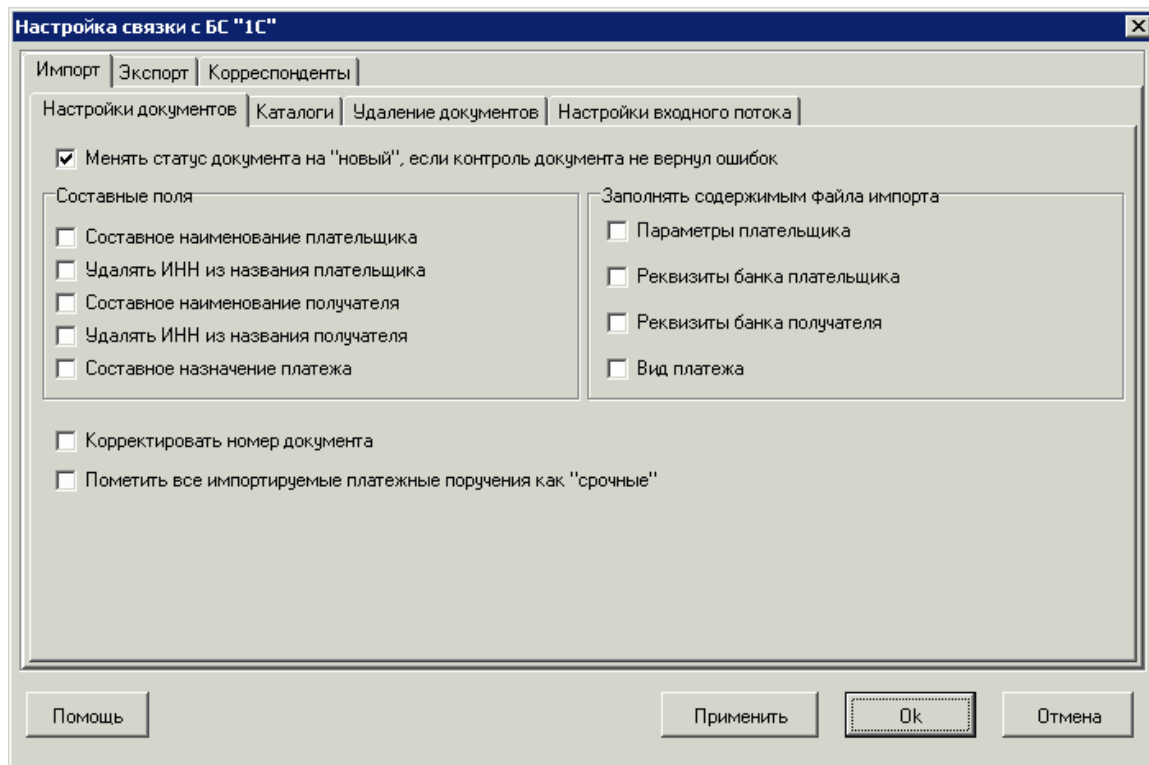 Настройка связки с БС "1С"
Импорт Экспорт Корреспонденты
Настройки документов Каталоги Удаление документов Настройки входного потока
Менять статус документа на "новый", если контроль документа не вернул ошибок
Составные поля
Составное наименование плательщика
Удалять ИНН из названия плательщика
Составное наименование получателя
Удалять ИНН из названия получателя
Составное назначение платежа
Заполнять содержимым файла импорта
Параметры плательщика
Реквизиты банка плательщика
Реквизиты банка получателя
Вид платежа
Корректировать номер документа
Пометить все импортируемые платежные поручения как "срочные"
Помощь Применить Ok Отмена